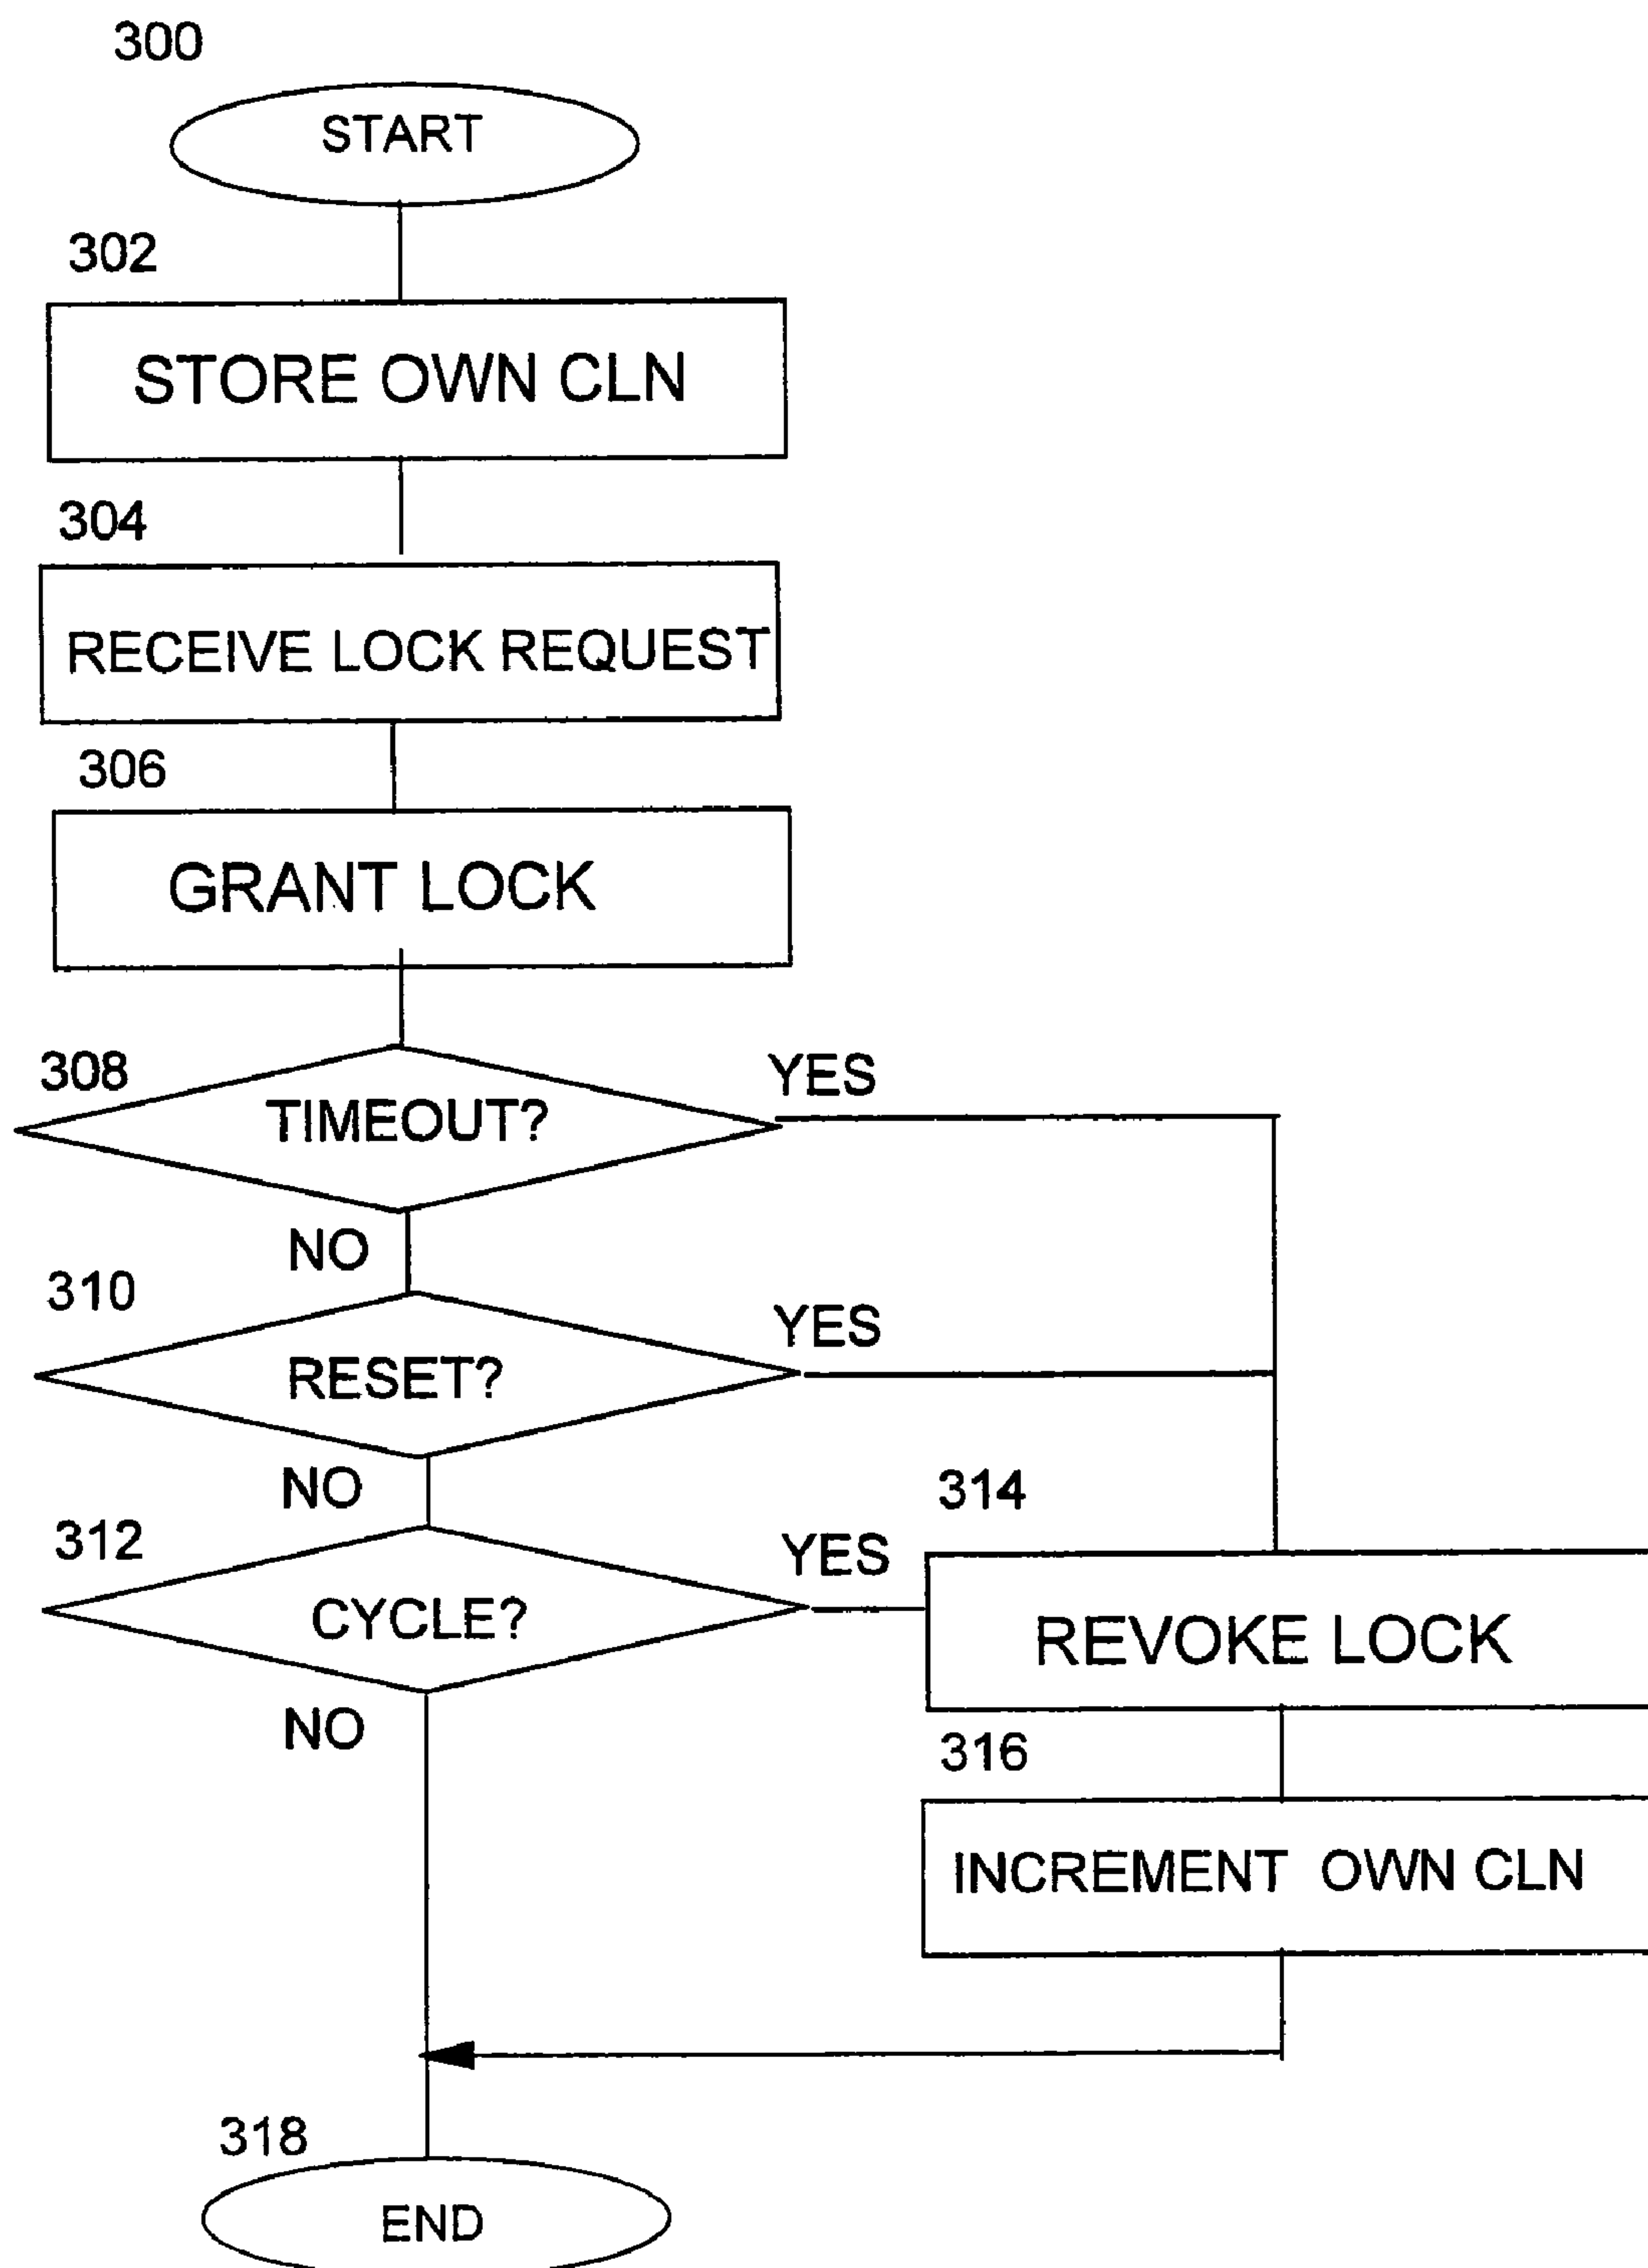 300
START
302
STORE OWN CLN
304
RECEIVE LOCK REQUEST
306
GRANT LOCK
308
TIMEOUT?
YES
NO
310
RESET?
YES
NO
312
CYCLE?
YES
NO
314
REVOKE LOCK
316
INCREMENT OWN CLN
318
END